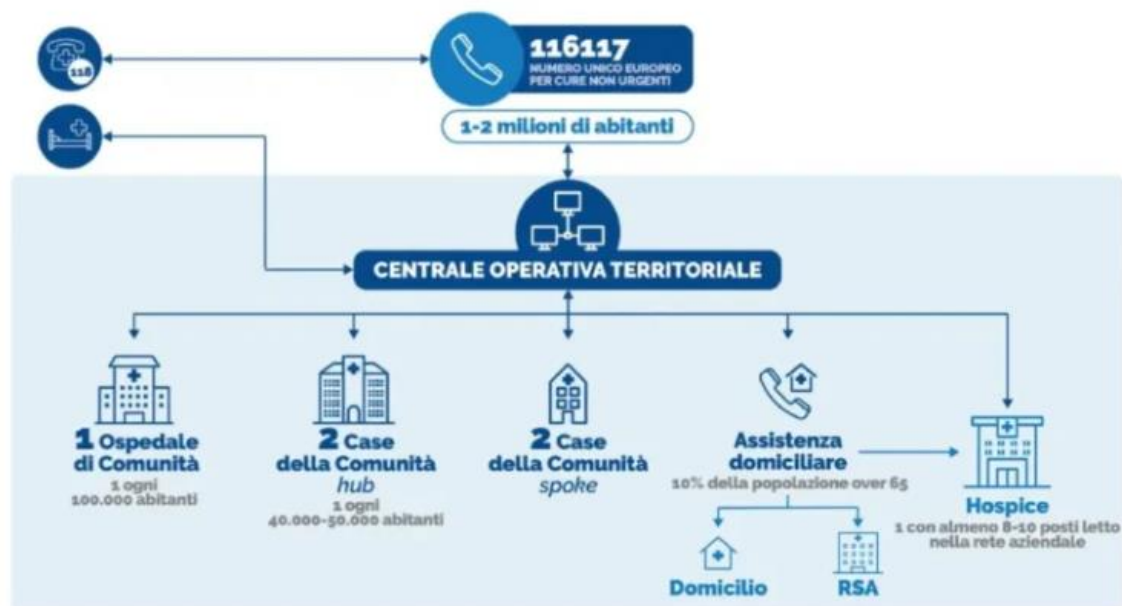 118
116117
NUMERO UNICO EUROPEO
PER CURE NON URGENTI
1-2 milioni di abitanti
CENTRALE OPERATIVA TERRITORIALE
1 Ospedale
di Comunità
1 ogni
100.000 abitanti
2 Case
della Comunità
hub
1 ogni
40.000-50.000 abitanti
2 Case
della Comunità
spoke
Assistenza
domiciliare
10% della popolazione over 65
Domicilio
RSA
Hospice
1 con almeno 8-10 posti letto
nella rete aziendale